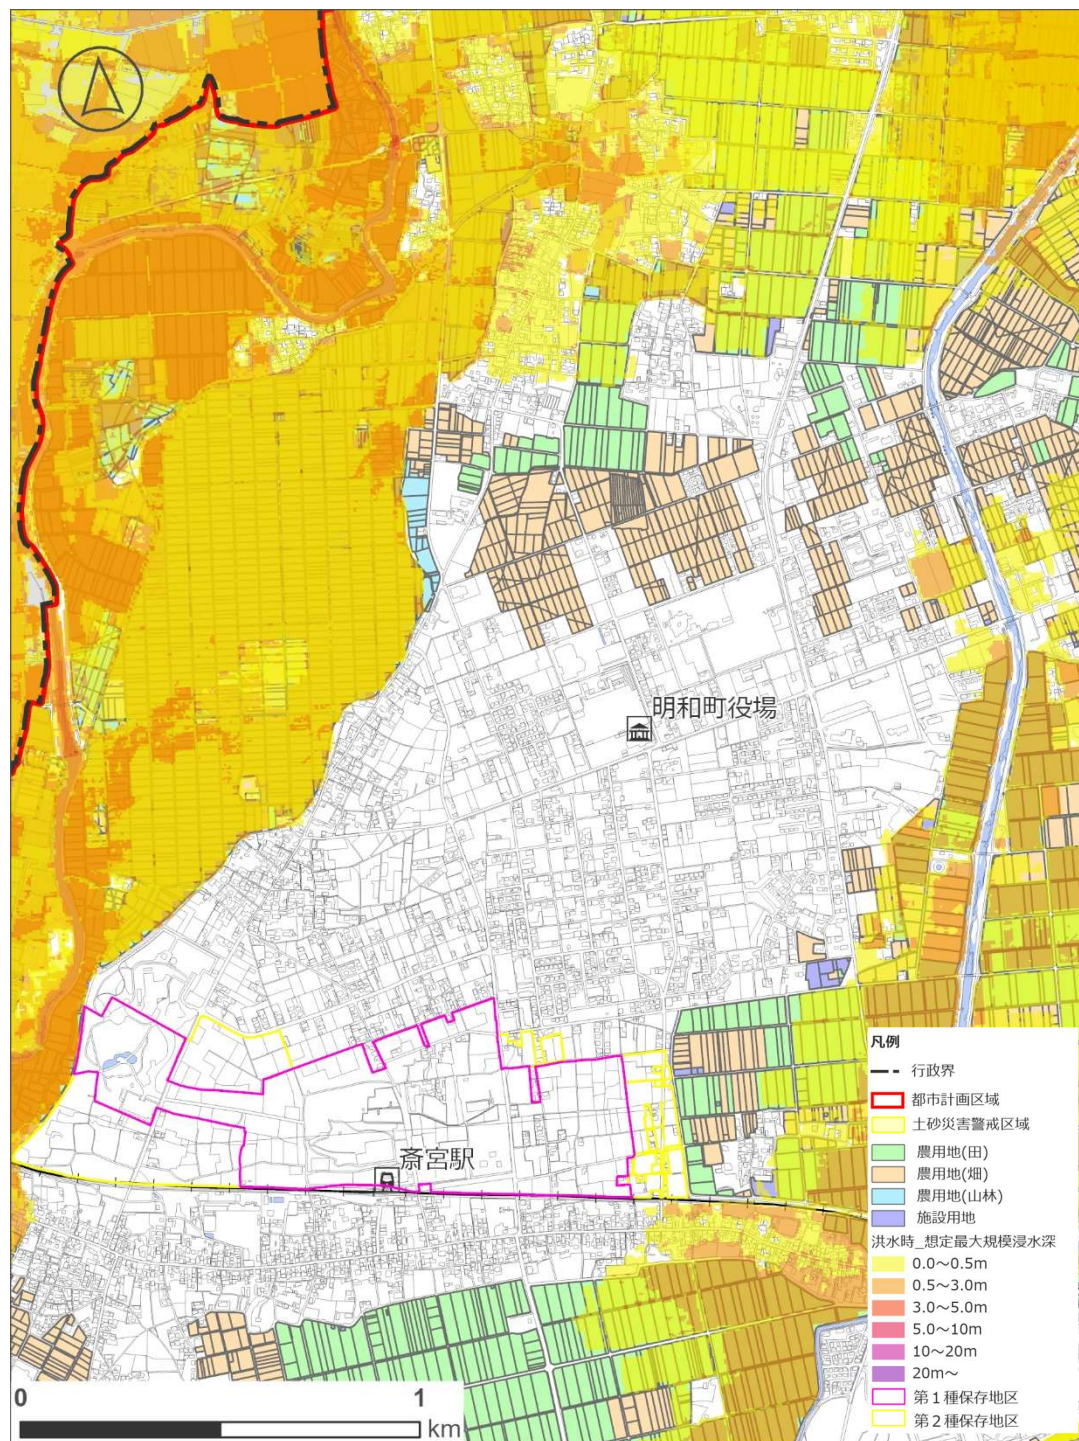 明和町役場
斎宮駅
凡例
行政界
都市計画区域
土砂災害警戒区域
農用地(田)
農用地(畑)
農用地(山林)
施設用地
洪水時_想定最大規模浸水深
0.0～0.5m
0.5～3.0m
3.0～5.0m
5.0～10m
10～20m
20m～
第１種保存地区
第２種保存地区
0 1
km